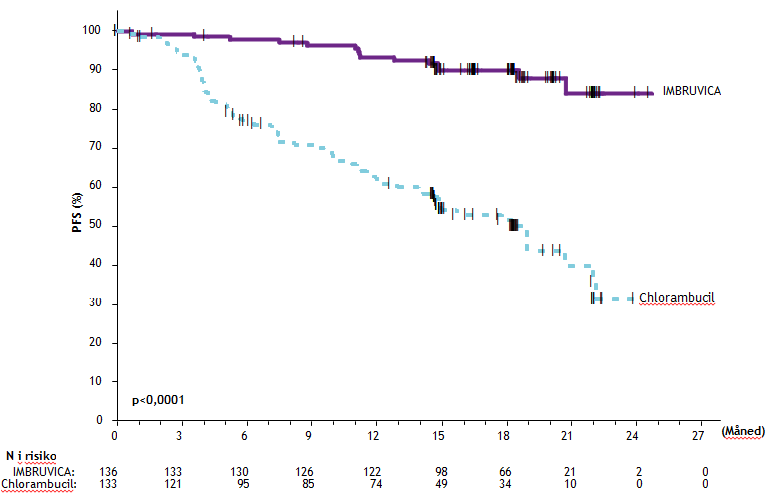 PFS (%)
100
90
80
70
60
50
40
30
20
10
0
IMBRUVICA
Chlorambucil
p<0,0001
0 3 6 9 12 15 18 21 24 27 (Måned)
N i risiko
IMBRUVICA: 136 133 130 126 122 98 66 21 2 0
Chlorambucil: 133 121 95 85 74 49 34 10 0 0